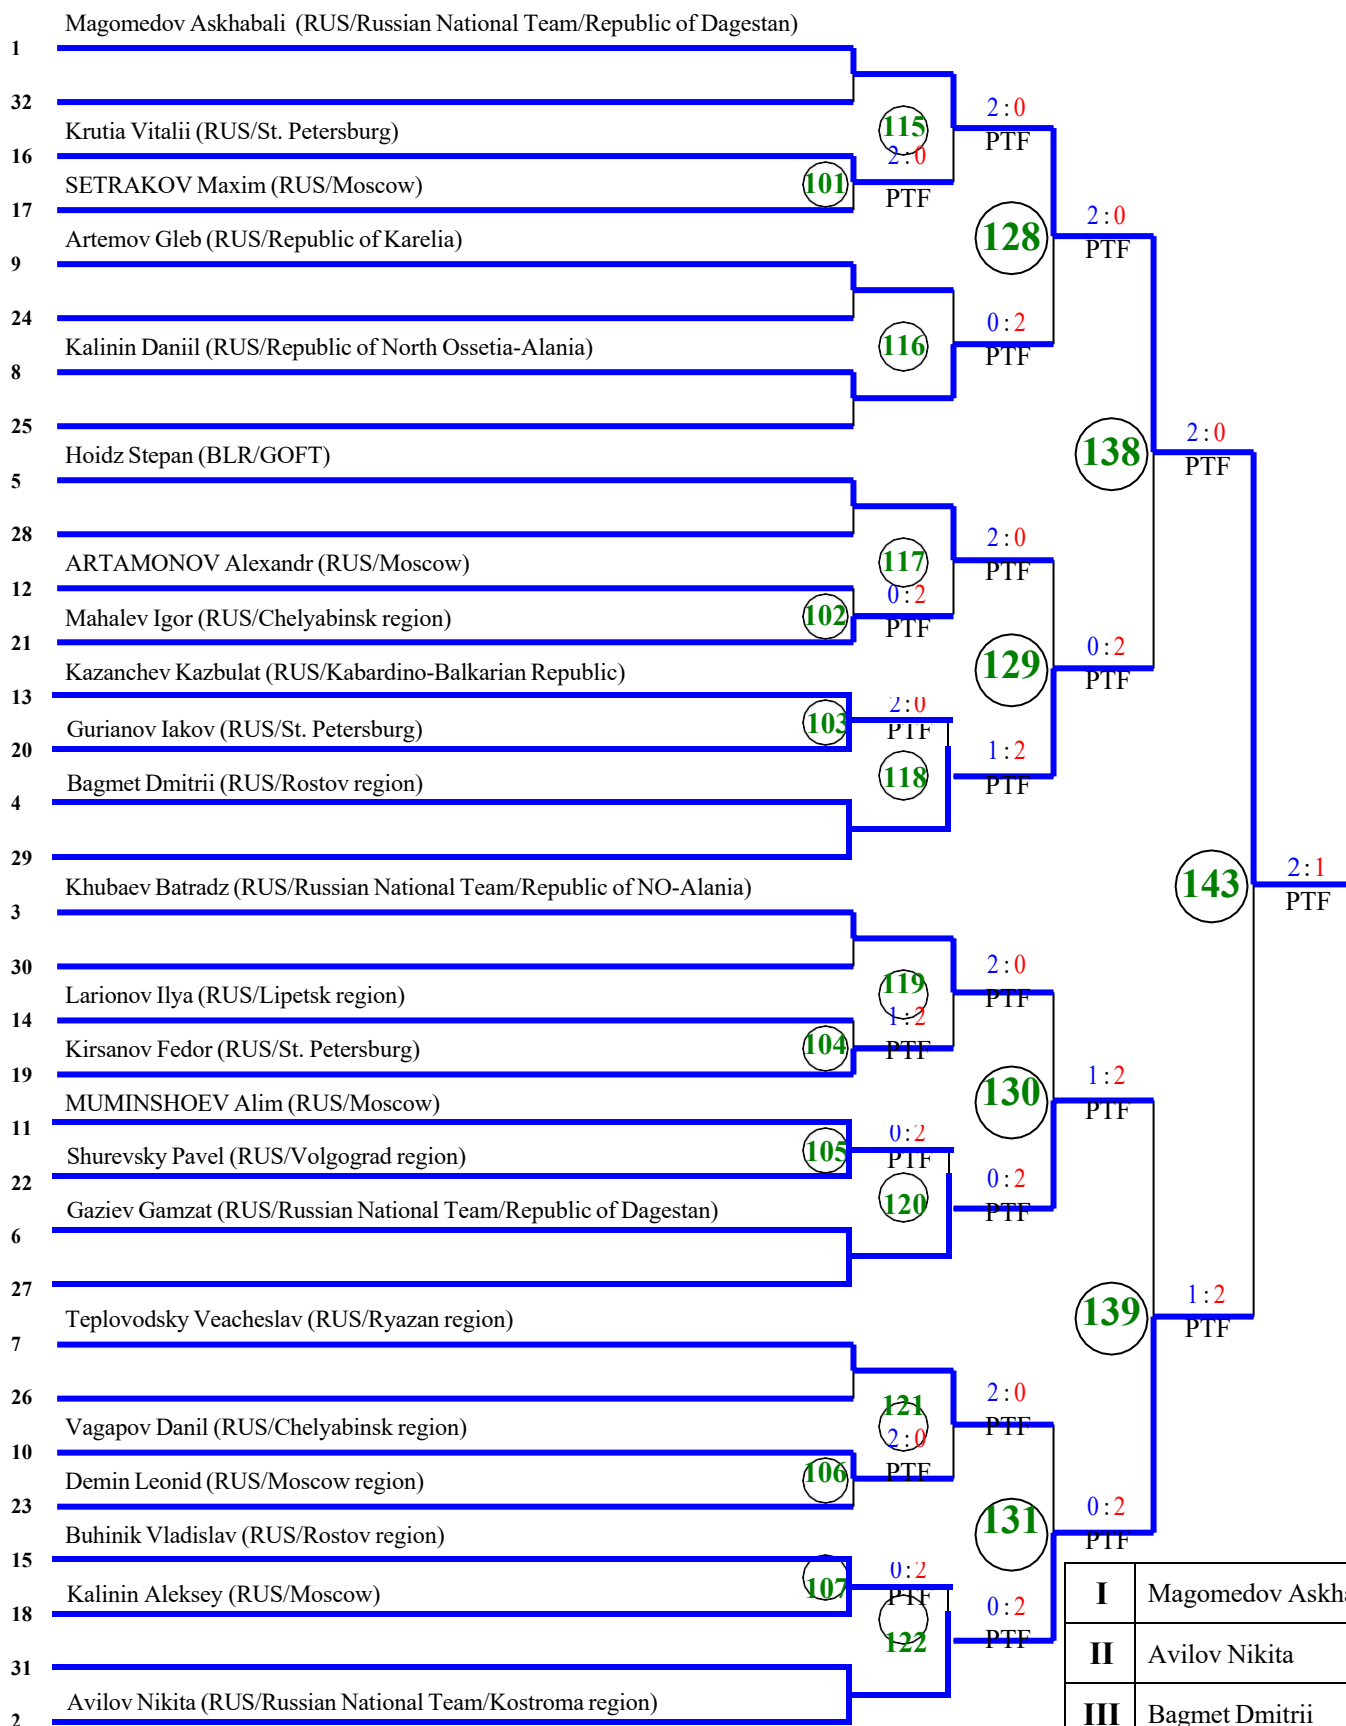 Magomedov Askhabali (RUS/Russian National Team/Republic of Dagestan)
1
32
2:0
115
PTF
Krutia Vitalii (RUS/St. Petersburg)
16
2:0
SETRAKOV Maxim (RUS/Moscow)
101
PTF
17
2:0
128
PTF
Artemov Gleb (RUS/Republic of Karelia)
9
24
0:2
116
PTF
Kalinin Daniil (RUS/Republic of North Ossetia-Alania)
8
25
2:0
138
PTF
Hoidz Stepan (BLR/GOFT)
5
28
2:0
117
PTF
ARTAMONOV Alexandr (RUS/Moscow)
12
0:2
Mahalev Igor (RUS/Chelyabinsk region)
102
PTF
21
0:2
129
PTF
Kazanchev Kazbulat (RUS/Kabardino-Balkarian Republic)
13
2:0
Gurianov Iakov (RUS/St. Petersburg)
103
PTF
20
1:2
118
PTF
Bagmet Dmitrii (RUS/Rostov region)
4
29
2:1
143
PTF
Khubaev Batradz (RUS/Russian National Team/Republic of NO-Alania)
3
30
2:0
119
PTF
Larionov Ilya (RUS/Lipetsk region)
14
1:2
Kirsanov Fedor (RUS/St. Petersburg)
104
PTF
19
1:2
130
PTF
MUMINSHOEV Alim (RUS/Moscow)
11
0:2
Shurevsky Pavel (RUS/Volgograd region)
105
PTF
22
0:2
120
PTF
Gaziev Gamzat (RUS/Russian National Team/Republic of Dagestan)
6
27
1:2
139
PTF
Teplovodsky Veacheslav (RUS/Ryazan region)
7
26
2:0
121
PTF
Vagapov Danil (RUS/Chelyabinsk region)
10
2:0
Demin Leonid (RUS/Moscow region)
106
PTF
23
0:2
131
PTF
Buhinik Vladislav (RUS/Rostov region)
15
0:2
Kalinin Aleksey (RUS/Moscow)
107
PTF
18
0:2
122
PTF
31
Avilov Nikita (RUS/Russian National Team/Kostroma region)
2
I Magomedov Askha
II Avilov Nikita
III Bagmet Dmitrii